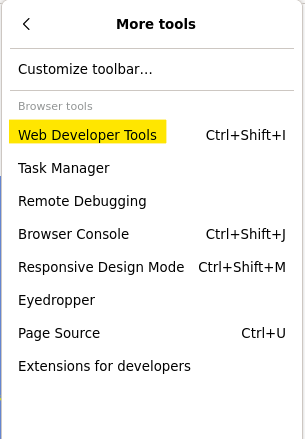 More tools
Customize toolbar...
Browser tools
Web Developer Tools Ctrl+Shift+I
Task Manager
Remote Debugging
Browser Console Ctrl+Shift+J
Responsive Design Mode Ctrl+Shift+M
Eyedropper
Page Source Ctrl+U
Extensions for developers